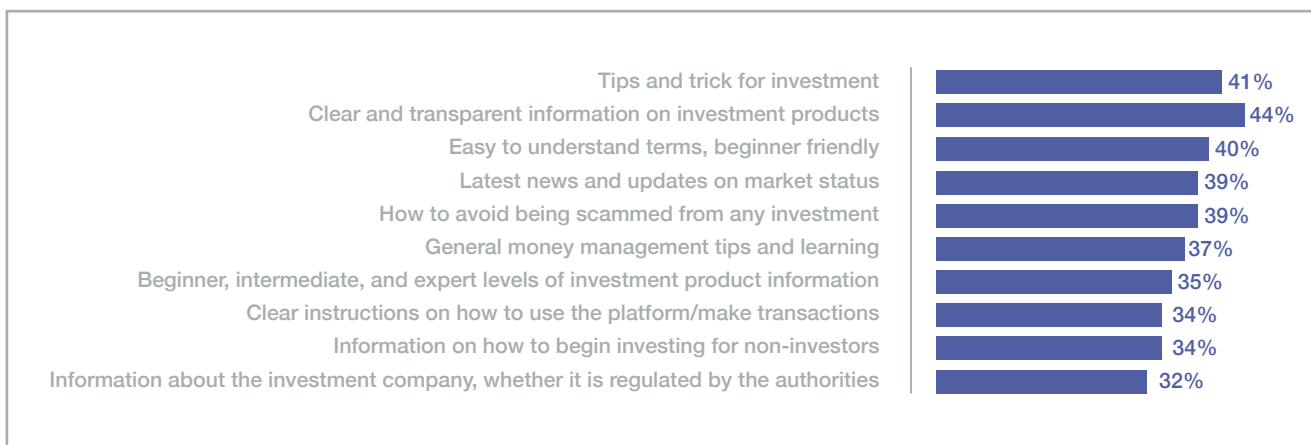 Tips and trick for investment 41%
Clear and transparent information on investment products 44%
Easy to understand terms, beginner friendly 40%
Latest news and updates on market status 39%
How to avoid being scammed from any investment 39%
General money management tips and learning 37%
Beginner, intermediate, and expert levels of investment product information 35%
Clear instructions on how to use the platform/make transactions 34%
Information on how to begin investing for non-investors 34%
Information about the investment company, whether it is regulated by the authorities 32%